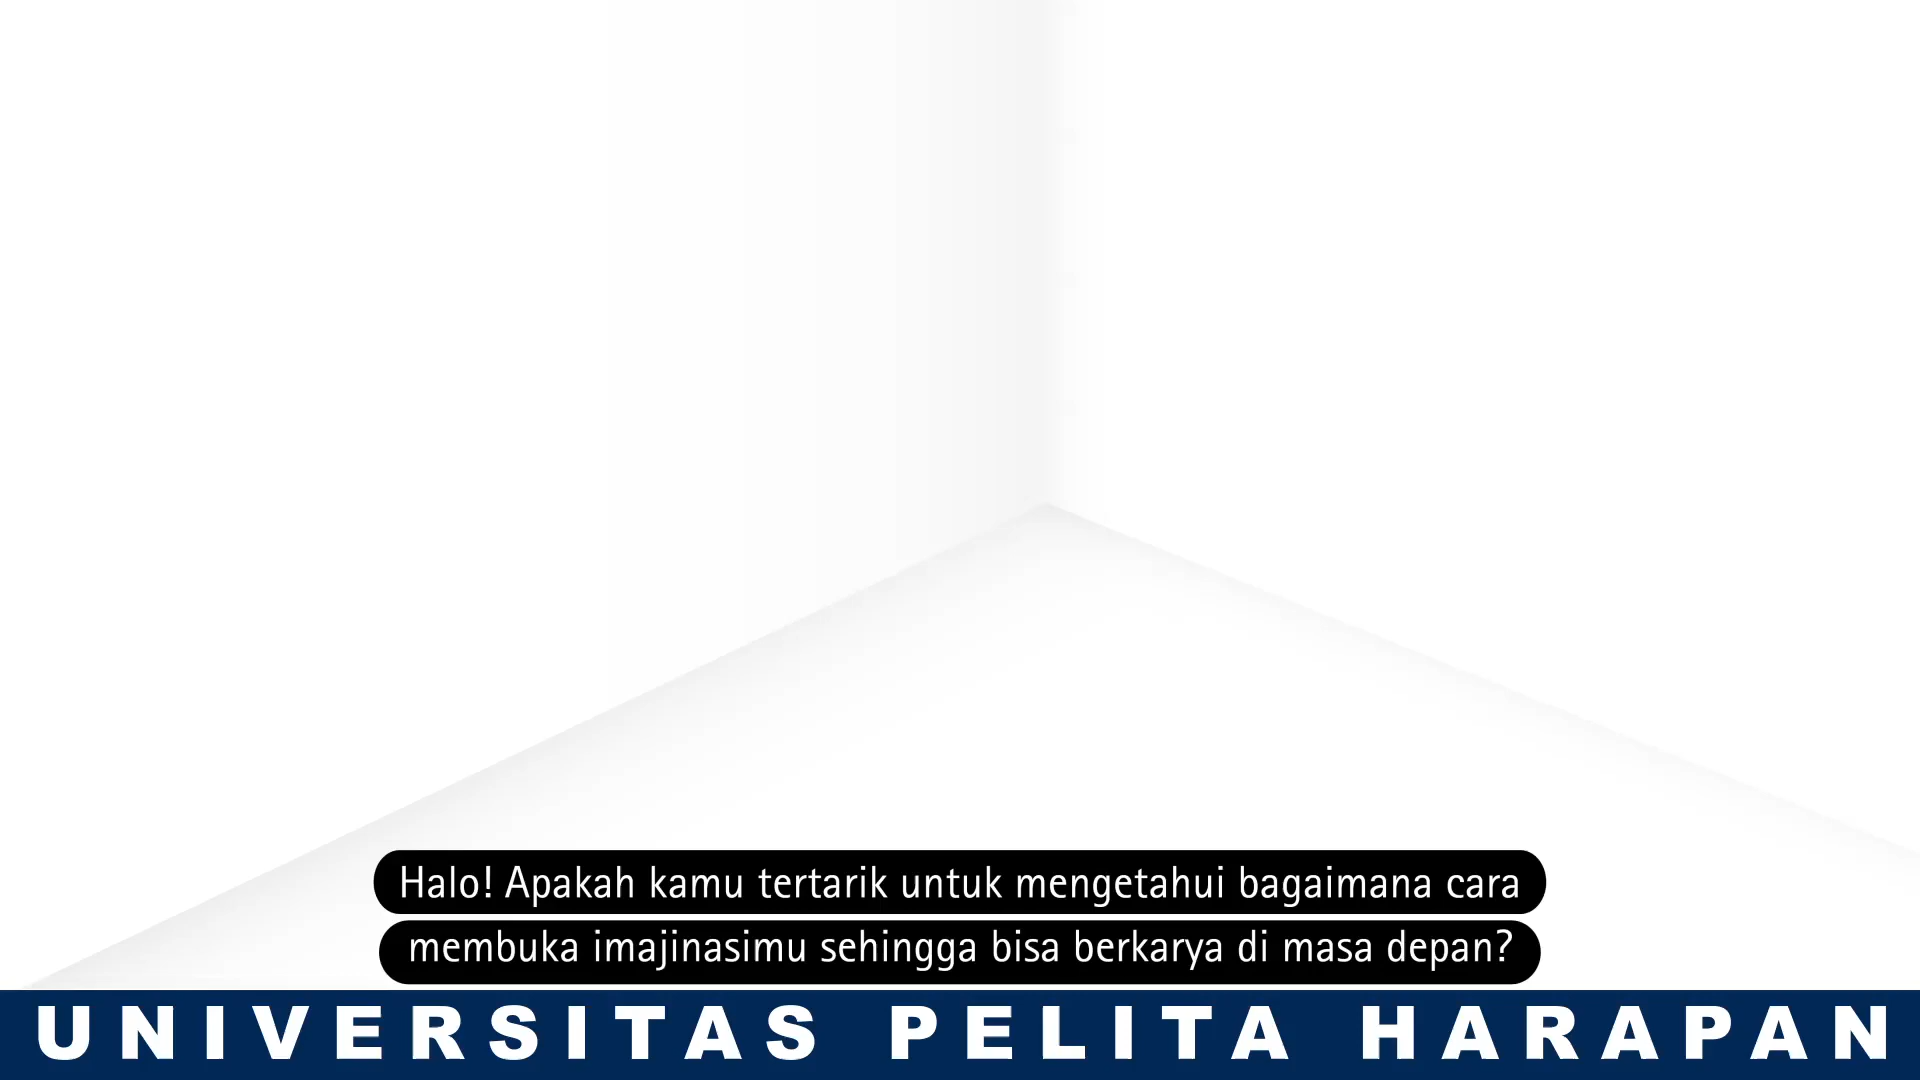 Halo! Apakah kamu tertarik untuk mengetahui bagaimana cara
membuka imajinasimu sehingga bisa berkarya di masa depan?
UNIVERSITAS PELITA HARAPAN